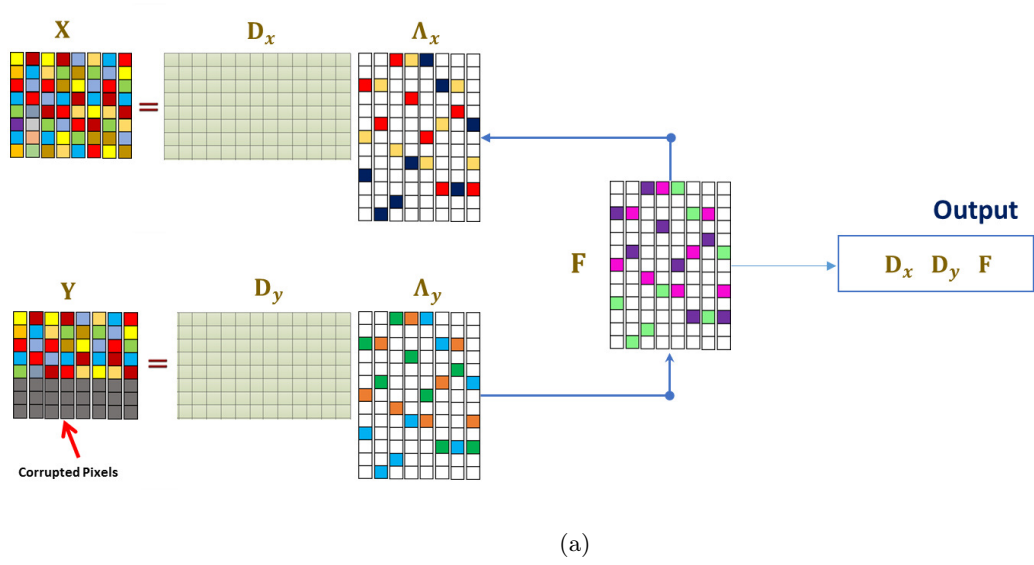 X
D_x
Λ_x
=
F
Output
D_x D_y F
Y
D_y
Λ_y
=
Corrupted Pixels
(a)